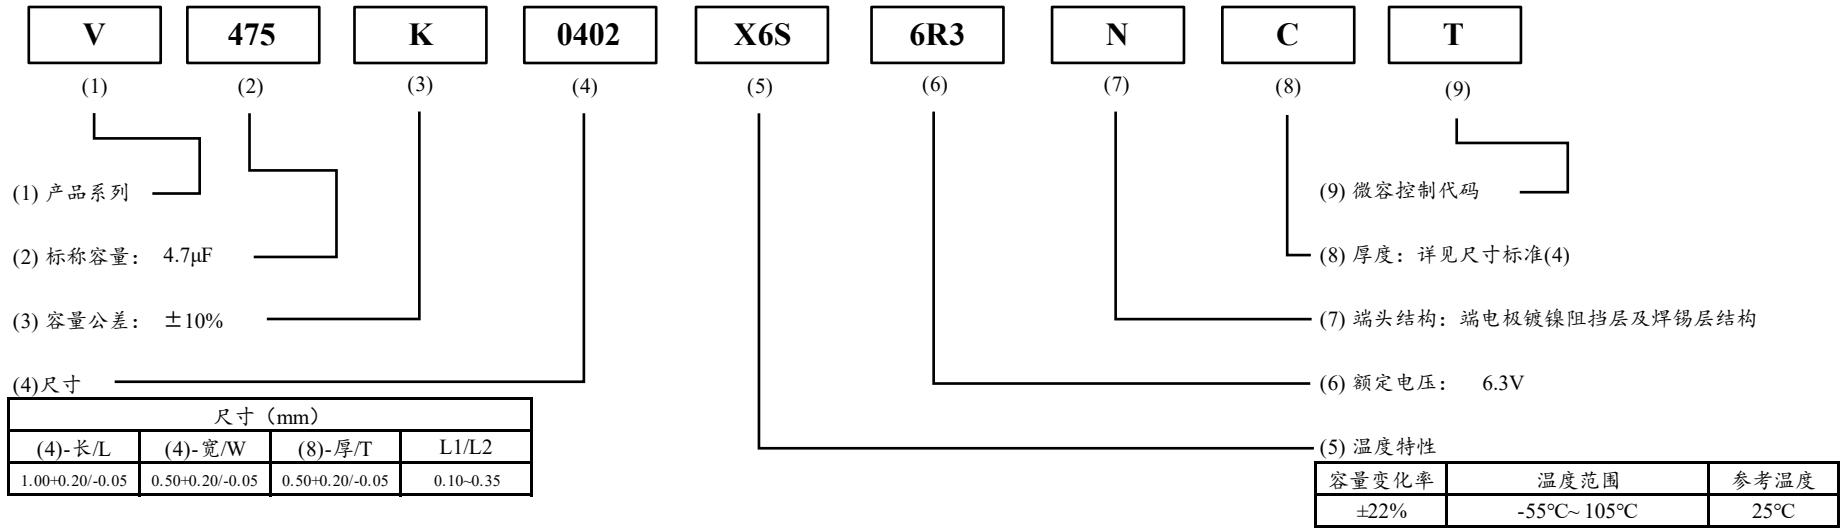 V 475 K 0402 X6S 6R3 N C T
(1) (2) (3) (4) (5) (6) (7) (8) (9)
(1) 产品系列
(9) 微容控制代码
(2) 标称容量： 4.7μF
(8) 厚度：详见尺寸标准(4)
(3) 容量公差： ±10%
(7) 端头结构：端电极镀镍阻挡层及焊锡层结构
(4)尺寸
(6) 额定电压： 6.3V
尺寸（mm）
(4)-长/L (4)-宽/W (8)-厚/T L1/L2
1.00+0.20/-0.05 0.50+0.20/-0.05 0.50+0.20/-0.05 0.10~0.35
(5) 温度特性
容量变化率 温度范围 参考温度
±22% -55℃~ 105℃ 25℃